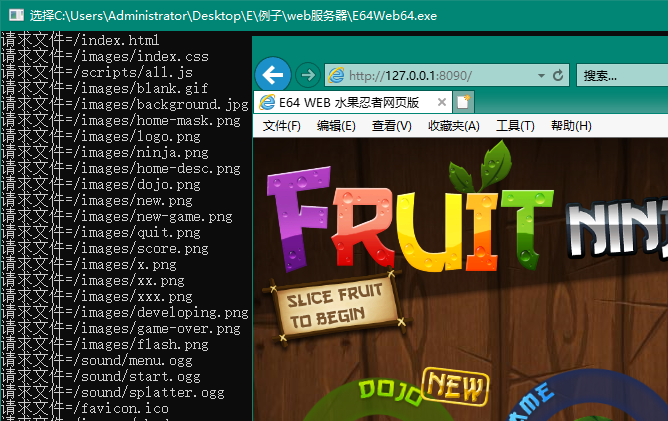 选择C:\Users\Administrator\Desktop\E\例子\web服务器\E64Web64.exe
请求文件=/index.html
请求文件=/images/index.css
请求文件=/scripts/all.js
请求文件=/images/blank.gif
请求文件=/images/background.jpg
请求文件=/images/home-mask.png
请求文件=/images/logo.png
请求文件=/images/ninja.png
请求文件=/images/home-desc.png
请求文件=/images/dojo.png
请求文件=/images/new.png
请求文件=/images/new-game.png
请求文件=/images/quit.png
请求文件=/images/score.png
请求文件=/images/x.png
请求文件=/images/xx.png
请求文件=/images/xxx.png
请求文件=/images/developing.png
请求文件=/images/game-over.png
请求文件=/images/flash.png
请求文件=/sound/menu.ogg
请求文件=/sound/start.ogg
请求文件=/sound/splatter.ogg
请求文件=/favicon.ico
http://127.0.0.1:8090/
搜索...
E64 WEB 水果忍者网页版
文件(F) 编辑(E) 查看(V) 收藏夹(A) 工具(T) 帮助(H)
FRUIT NINJ
SLICE FRUIT
TO BEGIN
DOJO NEW
AME